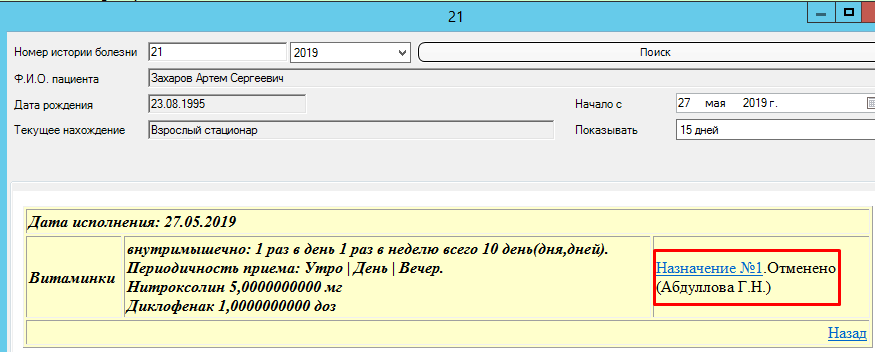 21
Номер истории болезни 21 2019 Поиск
Ф.И.О. пациента Захаров Артем Сергеевич
Дата рождения 23.08.1995 Начало с 27 мая 2019 г.
Текущее нахождение Взрослый стационар Показывать 15 дней
Дата исполнения: 27.05.2019
внутримышечно: 1 раз в день 1 раз в неделю всего 10 день(дня,дней).
Витаминки Периодичность приема: Утро | День | Вечер. Назначение №1.Отменено
Нитроксолин 5,0000000000 мг (Абдуллова Г.Н.)
Диклофенак 1,0000000000 доз
Назад